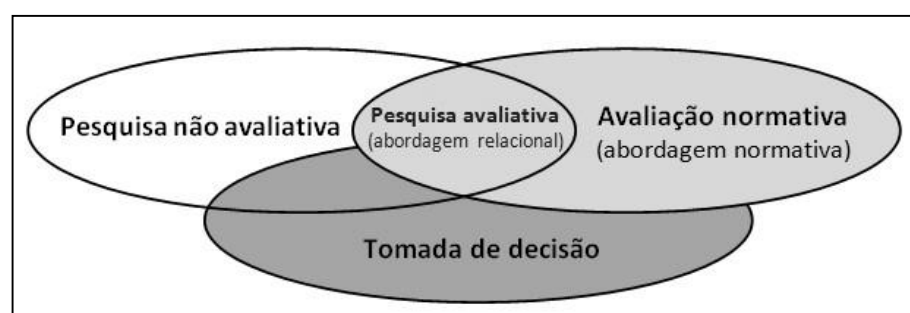 Pesquisa não avaliativa
Pesquisa avaliativa
(abordagem relacional)
Avaliação normativa
(abordagem normativa)
Tomada de decisão